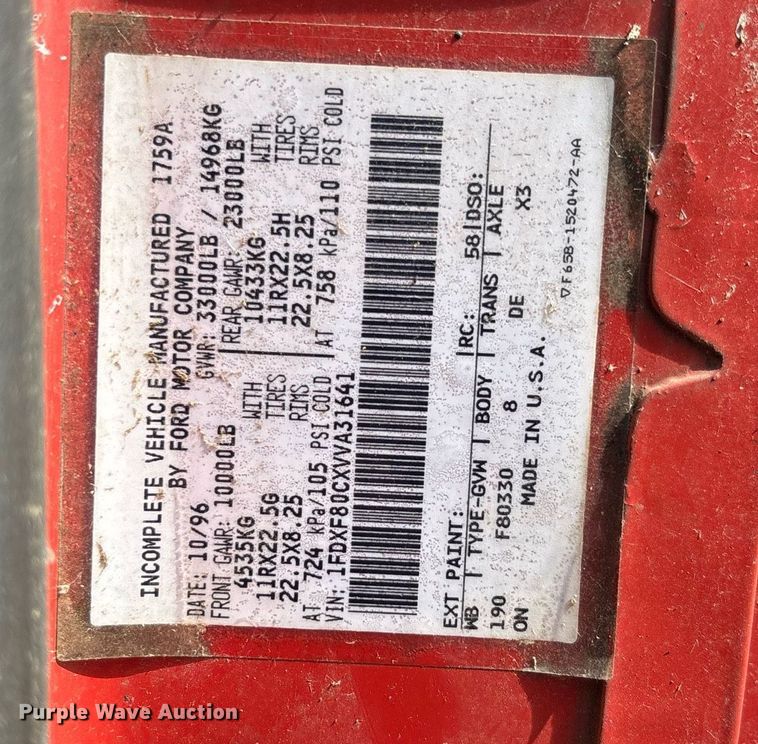 INCOMPLETE VEHICLE MANUFACTURED 1759A
BY FORD MOTOR COMPANY
DATE: 10/96 GVWR: 33000LB / 14968KG
FRONT GAWR: 10000LB REAR GAWR: 23000LB
4535KG WITH 10433KG WITH
11RX22.5G TIRES 11RX22.5H TIRES
22.5X8.25 RIMS 22.5X8.25 RIMS
AT 724 kPa/105 PSI COLD AT 758 kPa/110 PSI COLD
VIN: 1FDXF80CXVVA31641
EXT PAINT: RC: 58 DSO:
WB TYPE-GVW BODY TRANS AXLE
190 F80330 8 DE X3
ON MADE IN U.S.A.
F65B-1520472-AA
Purple Wave Auction